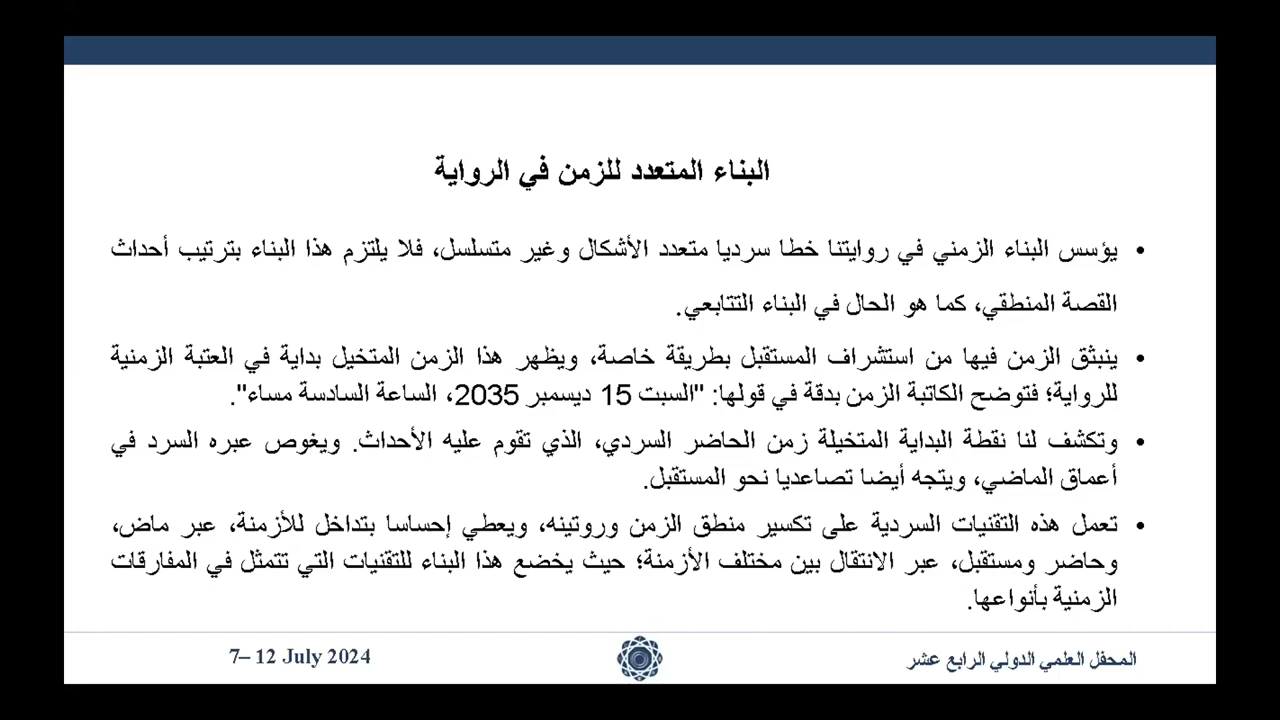 البناء المتعدد للزمن في الرواية
• يؤسس البناء الزمني في روايتنا خطا سرديا متعدد الأشكال وغير متسلسل، فلا يلتزم هذا البناء بترتيب أحداث
القصة المنطقي، كما هو الحال في البناء التتابعي.
• ينبثق الزمن فيها من استشراف المستقبل بطريقة خاصة، ويظهر هذا الزمن المتخيل بداية في العتبة الزمنية
للرواية؛ فتوضح الكاتبة الزمن بدقة في قولها: "السبت 15 ديسمبر 2035، الساعة السادسة مساء".
• وتكشف لنا نقطة البداية المتخيلة زمن الحاضر السردي، الذي تقوم عليه الأحداث. ويغوص عبره السرد في
أعماق الماضي، ويتجه أيضا تصاعديا نحو المستقبل.
• تعمل هذه التقنيات السردية على تكسير منطق الزمن وروتينه، ويعطي إحساسا بتداخل للأزمنة، عبر ماض،
وحاضر ومستقبل، عبر الانتقال بين مختلف الأزمنة؛ حيث يخضع هذا البناء للتقنيات التي تتمثل في المفارقات
الزمنية بأنواعها.
المحفل العلمي الدولي الرابع عشر
7– 12 July 2024